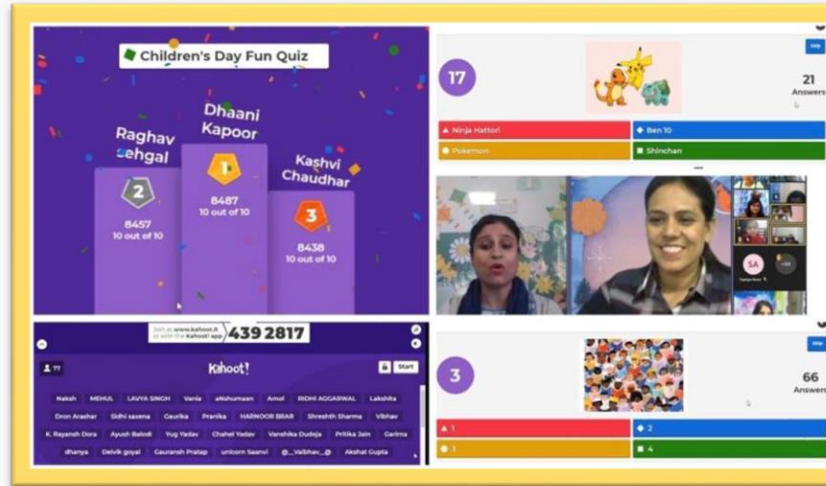 Children's Day Fun Quiz
Dhaani
Kapoor
Raghav
Sehgal
Kashvi
Chaudhar
1
2
3
8487
10 out of 10
8457
10 out of 10
8438
10 out of 10
17
Help
21
Answers
Ninja Hattori
Ben 10
Pokemon
Shinchan
SA
Join at www.kahoot.it
or with the Kahoot! app
439 2817
77
Kahoot!
Start
Naksh MEHUL LAVYA SINGH Vania aNshumaan Amol RIDHI AGGARWAL Lakshita
Dron Arashar Sidhi saxena Gaurika Pranika HARNOOR BRAR Shreshth Sharma Vibhav
K. Rayansh Dora Ayush Balodi Yug Yadav Chahel Yadav Vanshika Dudeja Pritika Jain Garima
dhanya Delvik goyal Gauransh Pratap unicorn Saanvi @_Vaibhav_@ Akshat Gupta
3
Help
66
Answers
1
2
3
4